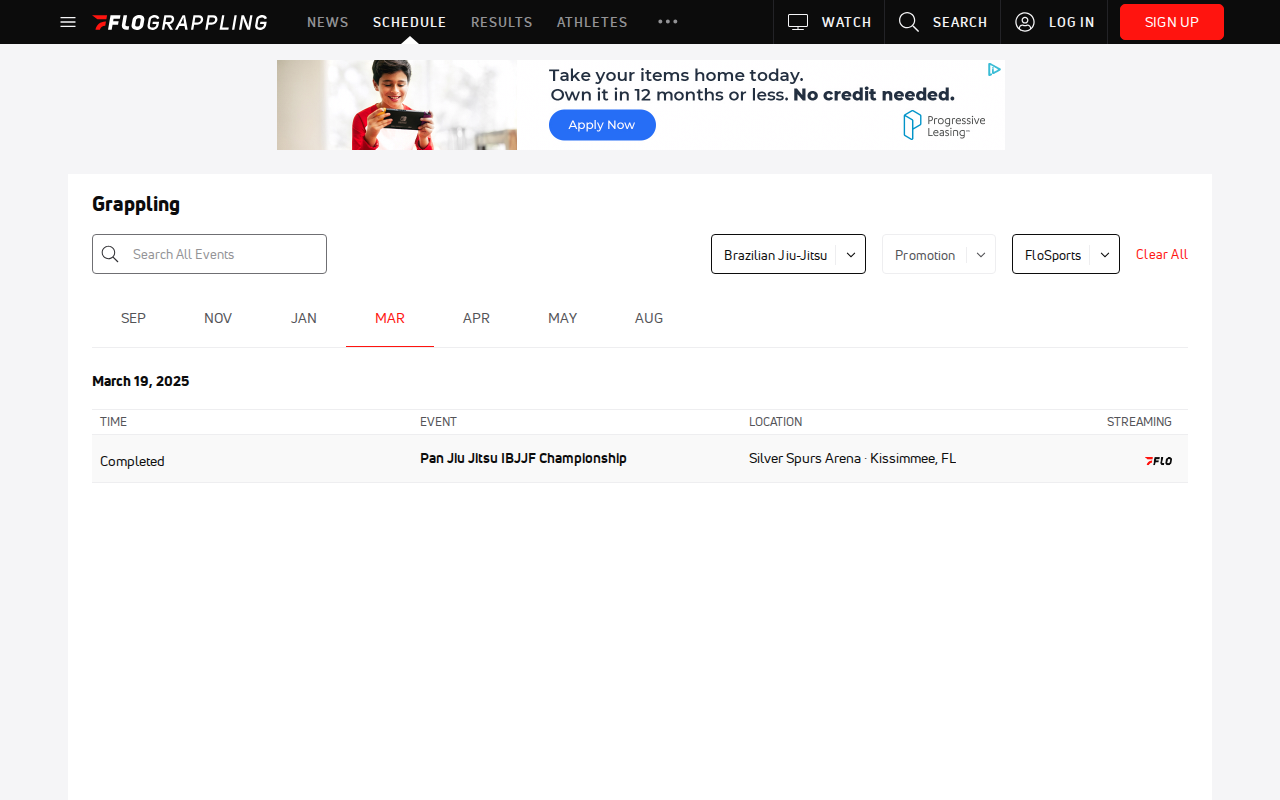 FLOGRAPPLING NEWS SCHEDULE RESULTS ATHLETES WATCH SEARCH LOG IN SIGN UP
Take your items home today.
Own it in 12 months or less. No credit needed.
Apply Now
Progressive
Leasing
Grappling
Search All Events Brazilian Jiu-Jitsu Promotion FloSports Clear All
SEP NOV JAN MAR APR MAY AUG
March 19, 2025
TIME EVENT LOCATION STREAMING
Completed Pan Jiu Jitsu IBJJF Championship Silver Spurs Arena · Kissimmee, FL FLO